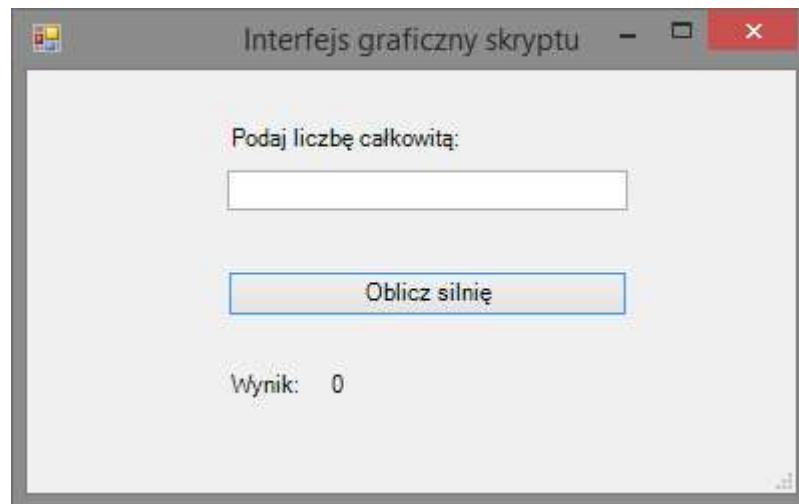 Interfejs graficzny skryptu
Podaj liczbę całkowitą:
Oblicz silnię
Wynik: 0